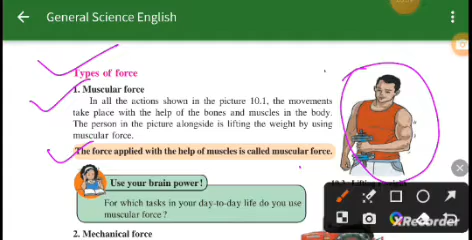 General Science English
Types of force
1. Muscular force
In all the actions shown in the picture 10.1, the movements
take place with the help of the bones and muscles in the body.
The person in the picture alongside is lifting the weight by using
muscular force.
The force applied with the help of muscles is called muscular force.
Use your brain power!
For which tasks in your day-to-day life do you use
muscular force ?
2. Mechanical force
XRecorder